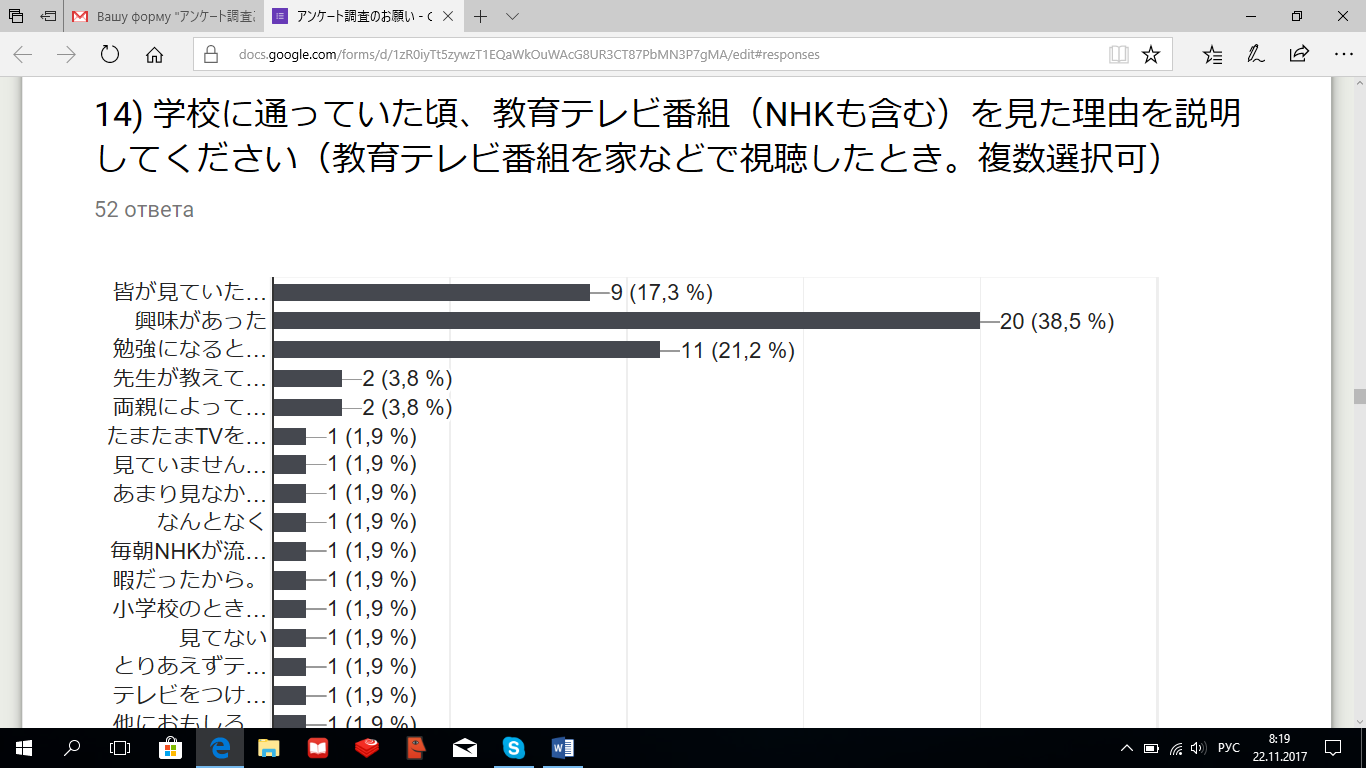 Вашу форму "アンケート調査の
アンケート調査のお願い - G
docs.google.com/forms/d/1zR0iyTt5zywzT1EQaWkOuWAcG8UR3CT87PbMN3P7gMA/edit#responses
14) 学校に通っていた頃、教育テレビ番組（NHKも含む）を見た理由を説明
してください（教育テレビ番組を家などで視聴したとき。複数選択可）
52 ответа
皆が見ていた… 9 (17,3 %)
興味があった 20 (38,5 %)
勉強になると… 11 (21,2 %)
先生が教えて… 2 (3,8 %)
両親によって… 2 (3,8 %)
たまたまTVを… 1 (1,9 %)
見ていません… 1 (1,9 %)
あまり見なか… 1 (1,9 %)
なんとなく 1 (1,9 %)
毎朝NHKが流… 1 (1,9 %)
暇だったから。 1 (1,9 %)
小学校のとき… 1 (1,9 %)
見てない 1 (1,9 %)
とりあえずテ… 1 (1,9 %)
テレビをつけ… 1 (1,9 %)
他におもしろ… 1 (1,9 %)
РУС
8:19
22.11.2017